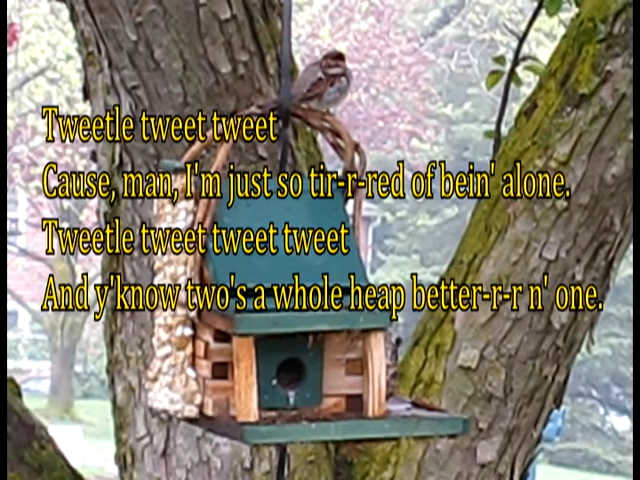 Tweetle tweet tweet
Cause, man, I'm just so tir-r-red of bein' alone.
Tweetle tweet tweet tweet
And y'know two's a whole heap better-r-r n' one.